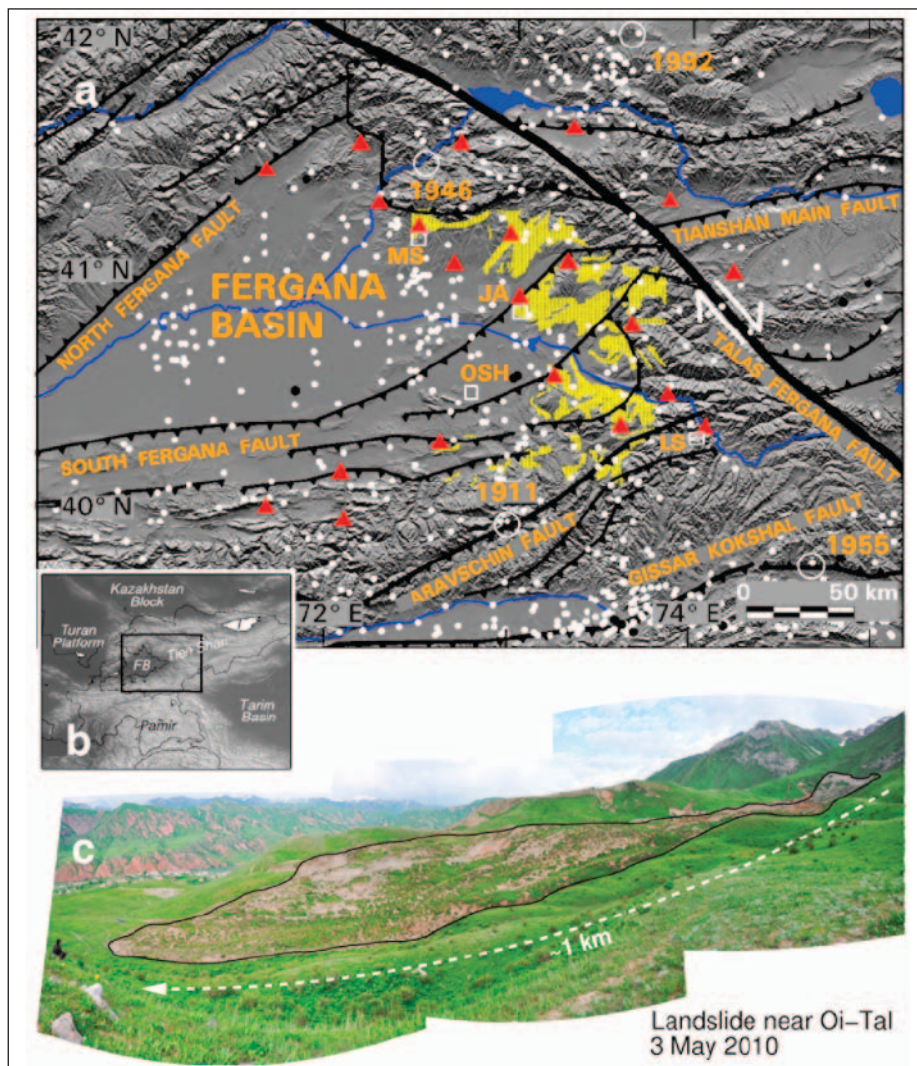 42° N
a
1992
1946
MS
41° N
NORTH FERGANA FAULT
FERGANA
BASIN
TIANSHAN MAIN FAULT
JA
OSH
TALAS FERGANA FAULT
SOUTH FERGANA FAULT
LS
40° N
1911
ARAVSCHIN FAULT
GISSAR KOKSHAL FAULT
1955
0 50 km
72° E
74° E
Kazakhstan
Block
Turan
Platform
FB
Tien Shan
Tarim
Basin
Pamir
b
c
~1 km
Landslide near Oi-Tal
3 May 2010